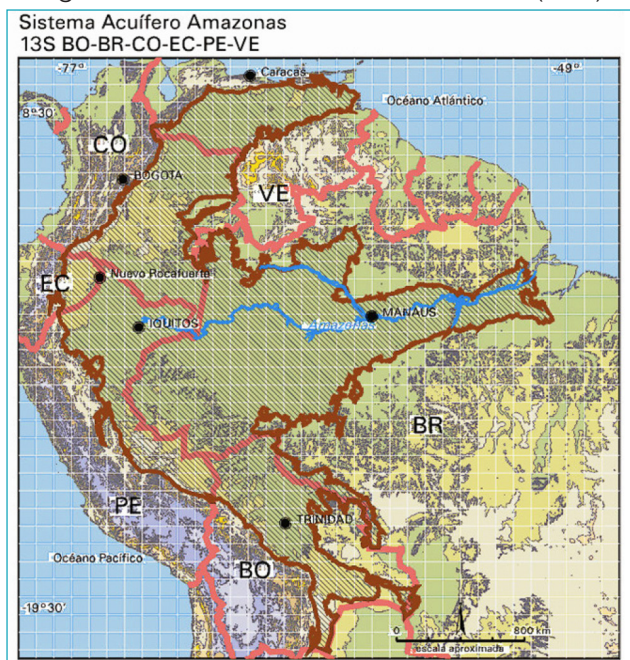 Sistema Acuífero Amazonas
13S BO-BR-CO-EC-PE-VE
-77°
Caracas
-49°
Océano Atlántico
8°30'
CO
BOGOTA
VE
EC
Nuevo Rocafuerte
IQUITOS
MANAUS
Amazonas
BR
PE
TRINIDAD
Océano Pacífico
BO
-19°30'
0
800 km
escala aproximada